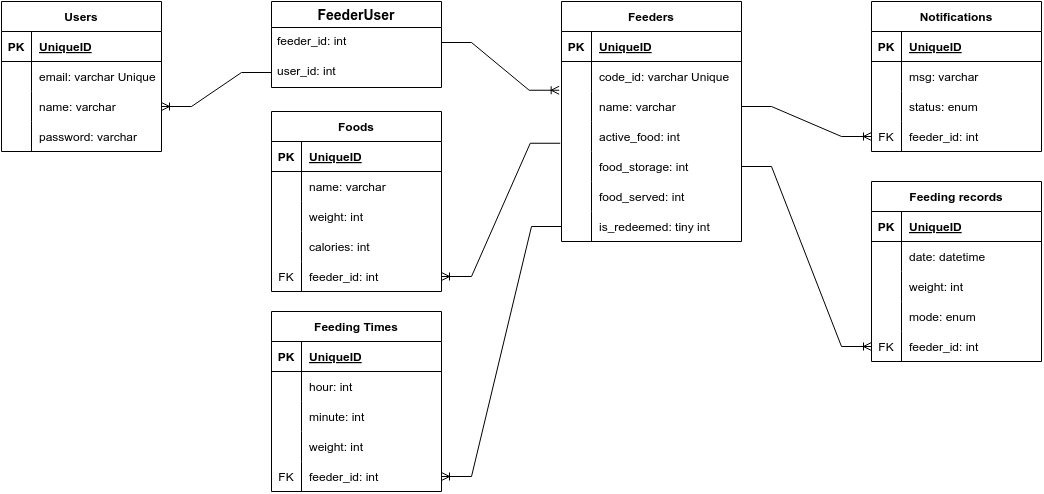 Users
PK UniqueID
email: varchar Unique
name: varchar
password: varchar
FeederUser
feeder_id: int
user_id: int
Foods
PK UniqueID
name: varchar
weight: int
calories: int
FK feeder_id: int
Feeding Times
PK UniqueID
hour: int
minute: int
weight: int
FK feeder_id: int
Feeders
PK UniqueID
code_id: varchar Unique
name: varchar
active_food: int
food_storage: int
food_served: int
is_redeemed: tiny int
Notifications
PK UniqueID
msg: varchar
status: enum
FK feeder_id: int
Feeding records
PK UniqueID
date: datetime
weight: int
mode: enum
FK feeder_id: int